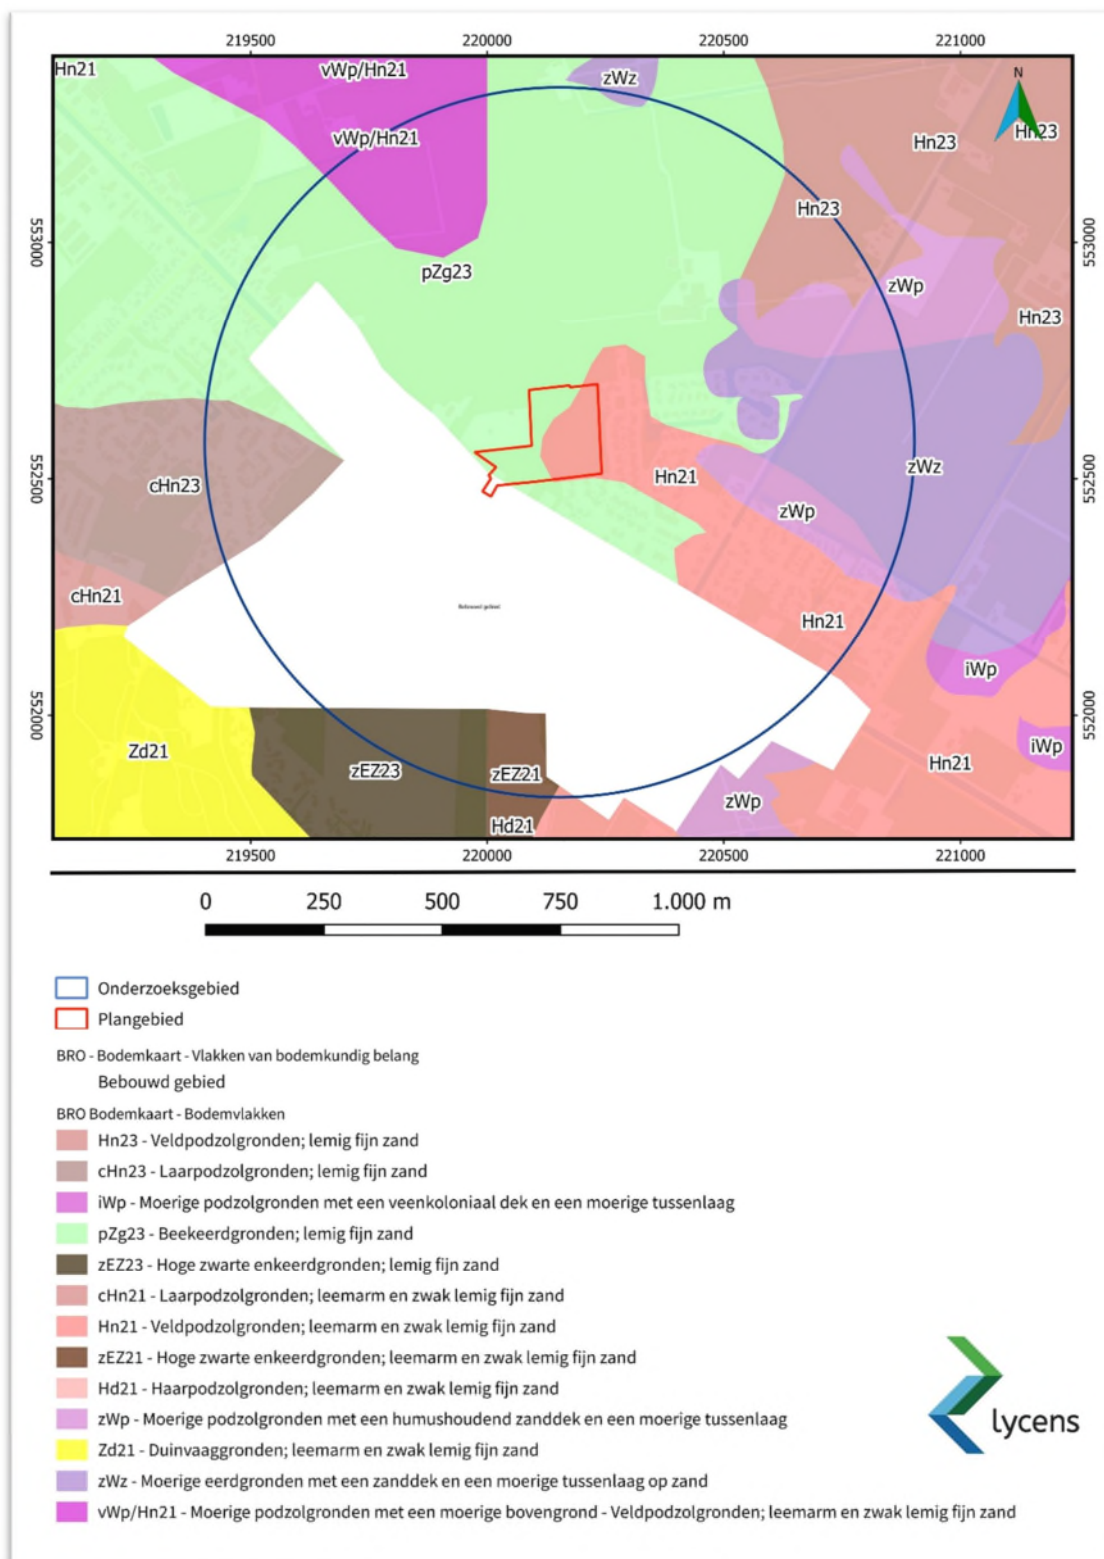 219500 220000 220500 221000
Hn21 vWp/Hn21 zWz N
vWp/Hn21 Hn23 Hn23
Hn23
553000 553000
pZg23 zWp
Hn23
cHn23 Hn21 zWz
552500 552500
zWp
cHn21 Bebouwd gebied Hn21
iWp
552000 552000
Zd21 zEZ23 zEZ21 Hn21 iWp
zWp
Hd21
219500 220000 220500 221000
0 250 500 750 1.000 m
Onderzoeksgebied
Plangebied
BRO - Bodemkaart - Vlakken van bodemkundig belang
Bebouwd gebied
BRO Bodemkaart - Bodemvlakken
Hn23 - Veldpodzolgronden; lemig fijn zand
cHn23 - Laarpodzolgronden; lemig fijn zand
iWp - Moerige podzolgronden met een veenkoloniaal dek en een moerige tussenlaag
pZg23 - Beekeerdgronden; lemig fijn zand
zEZ23 - Hoge zwarte enkeerdgronden; lemig fijn zand
cHn21 - Laarpodzolgronden; leemarm en zwak lemig fijn zand
Hn21 - Veldpodzolgronden; leemarm en zwak lemig fijn zand
zEZ21 - Hoge zwarte enkeerdgronden; leemarm en zwak lemig fijn zand
Hd21 - Haarpodzolgronden; leemarm en zwak lemig fijn zand
zWp - Moerige podzolgronden met een humushoudend zanddek en een moerige tussenlaag
Zd21 - Duinvaaggronden; leemarm en zwak lemig fijn zand
zWz - Moerige eerdgronden met een zanddek en een moerige tussenlaag op zand
vWp/Hn21 - Moerige podzolgronden met een moerige bovengrond - Veldpodzolgronden; leemarm en zwak lemig fijn zand
lycens